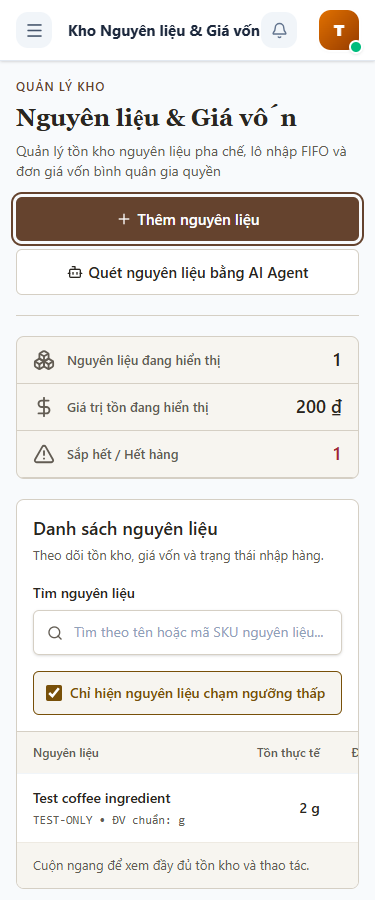 Kho Nguyên liệu & Giá vốn
T
QUẢN LÝ KHO
Nguyên liệu & Giá vốn
Quản lý tồn kho nguyên liệu pha chế, lô nhập FIFO và
đơn giá vốn bình quân gia quyền
+ Thêm nguyên liệu
Quét nguyên liệu bằng AI Agent
Nguyên liệu đang hiển thị 1
Giá trị tồn đang hiển thị 200 ₫
Sắp hết / Hết hàng 1
Danh sách nguyên liệu
Theo dõi tồn kho, giá vốn và trạng thái nhập hàng.
Tìm nguyên liệu
Tìm theo tên hoặc mã SKU nguyên liệu...
Chỉ hiện nguyên liệu chạm ngưỡng thấp
Nguyên liệu Tồn thực tế
Test coffee ingredient 2 g
TEST-ONLY • ĐV chuẩn: g
Cuộn ngang để xem đầy đủ tồn kho và thao tác.